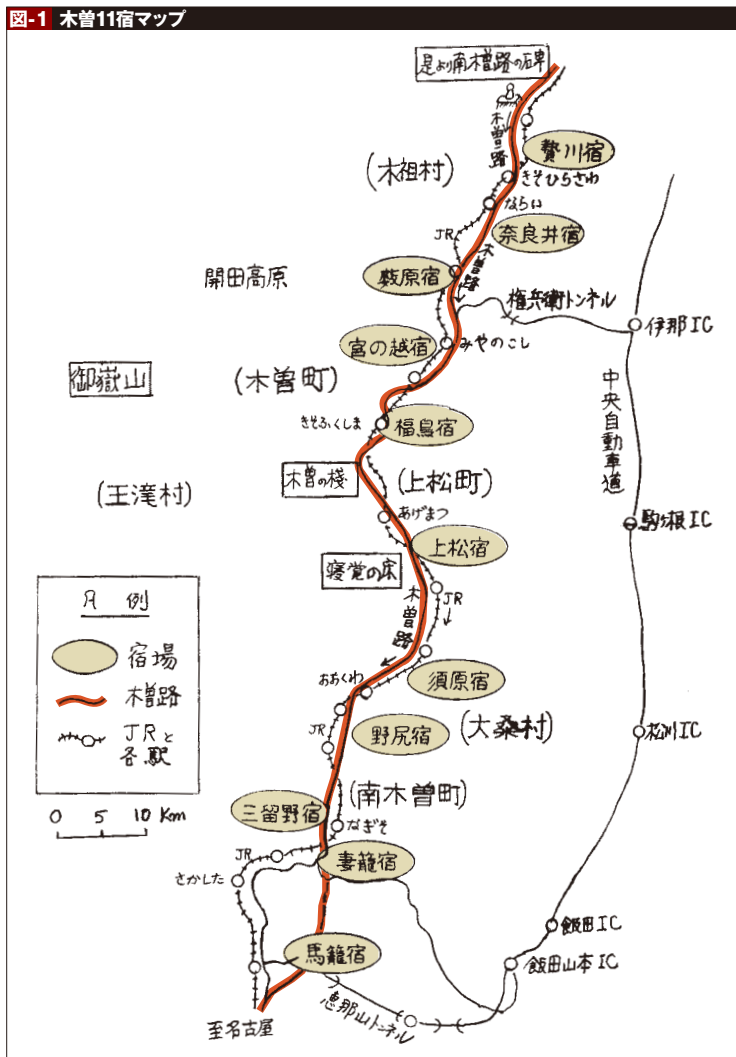 図-1 木曽11宿マップ
是より南木曽路の碑
木曽路
贄川宿
(木祖村)
きそひらさわ
ならい
JR
奈良井宿
木曽路
開田高原
藪原宿
権兵衛トンネル
伊那IC
宮の越宿
みやのこし
御嶽山
(木曽町)
中央自動車道
きそふくしま
福島宿
木曽の棧
(上松町)
(王滝村)
あげまつ
駒ヶ根IC
上松宿
寝覚の床
木曽路
JR
凡例
宿場
木曽路
JRと
各駅
0 5 10 Km
おおくわ
須原宿
JR
野尻宿
(大桑村)
松川IC
(南木曽町)
三留野宿
なぎそ
JR
妻籠宿
さかした
飯田IC
馬籠宿
飯田山本IC
恵那山トンネル
至名古屋